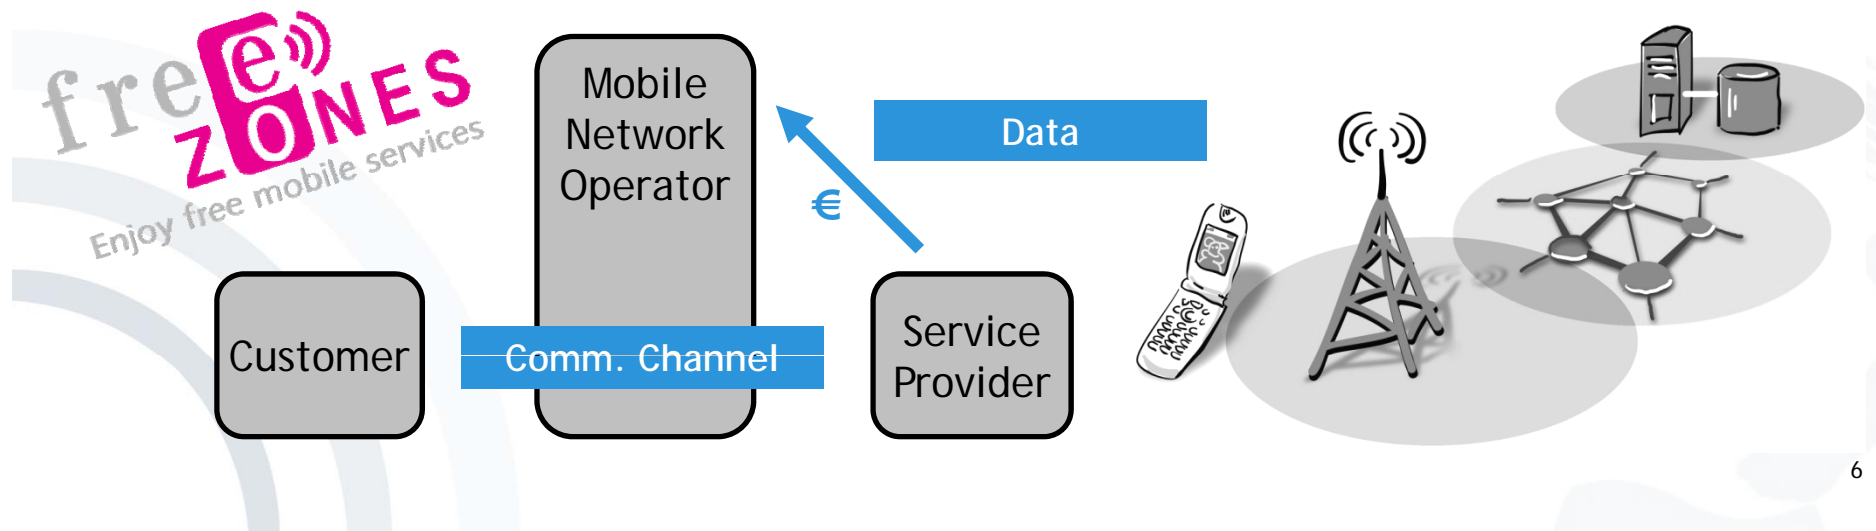 free
ZONES
Enjoy free mobile services
Mobile
Network
Operator
Data
€
Customer
Comm. Channel
Service
Provider
6